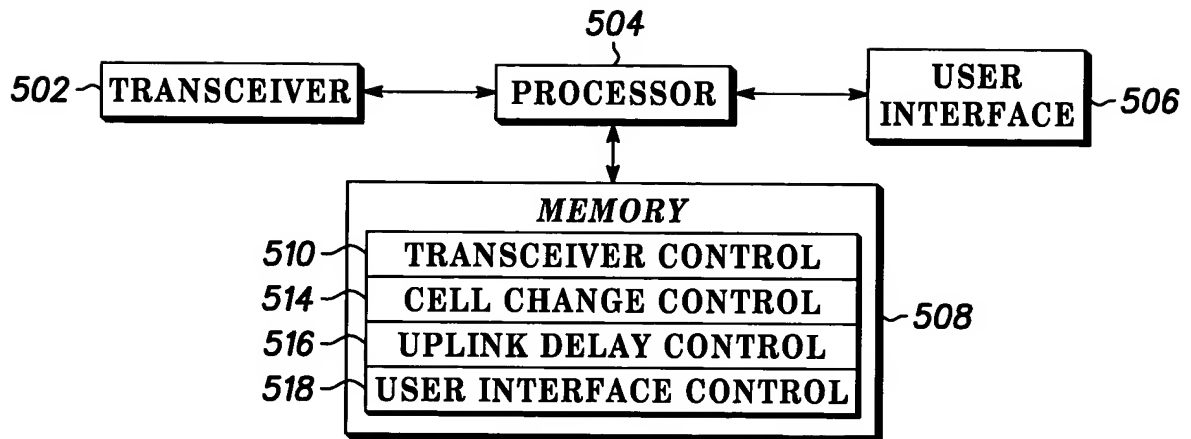 504
502 TRANSCEIVER PROCESSOR USER
INTERFACE 506
MEMORY
510 TRANSCEIVER CONTROL
514 CELL CHANGE CONTROL
508
516 UPLINK DELAY CONTROL
518 USER INTERFACE CONTROL